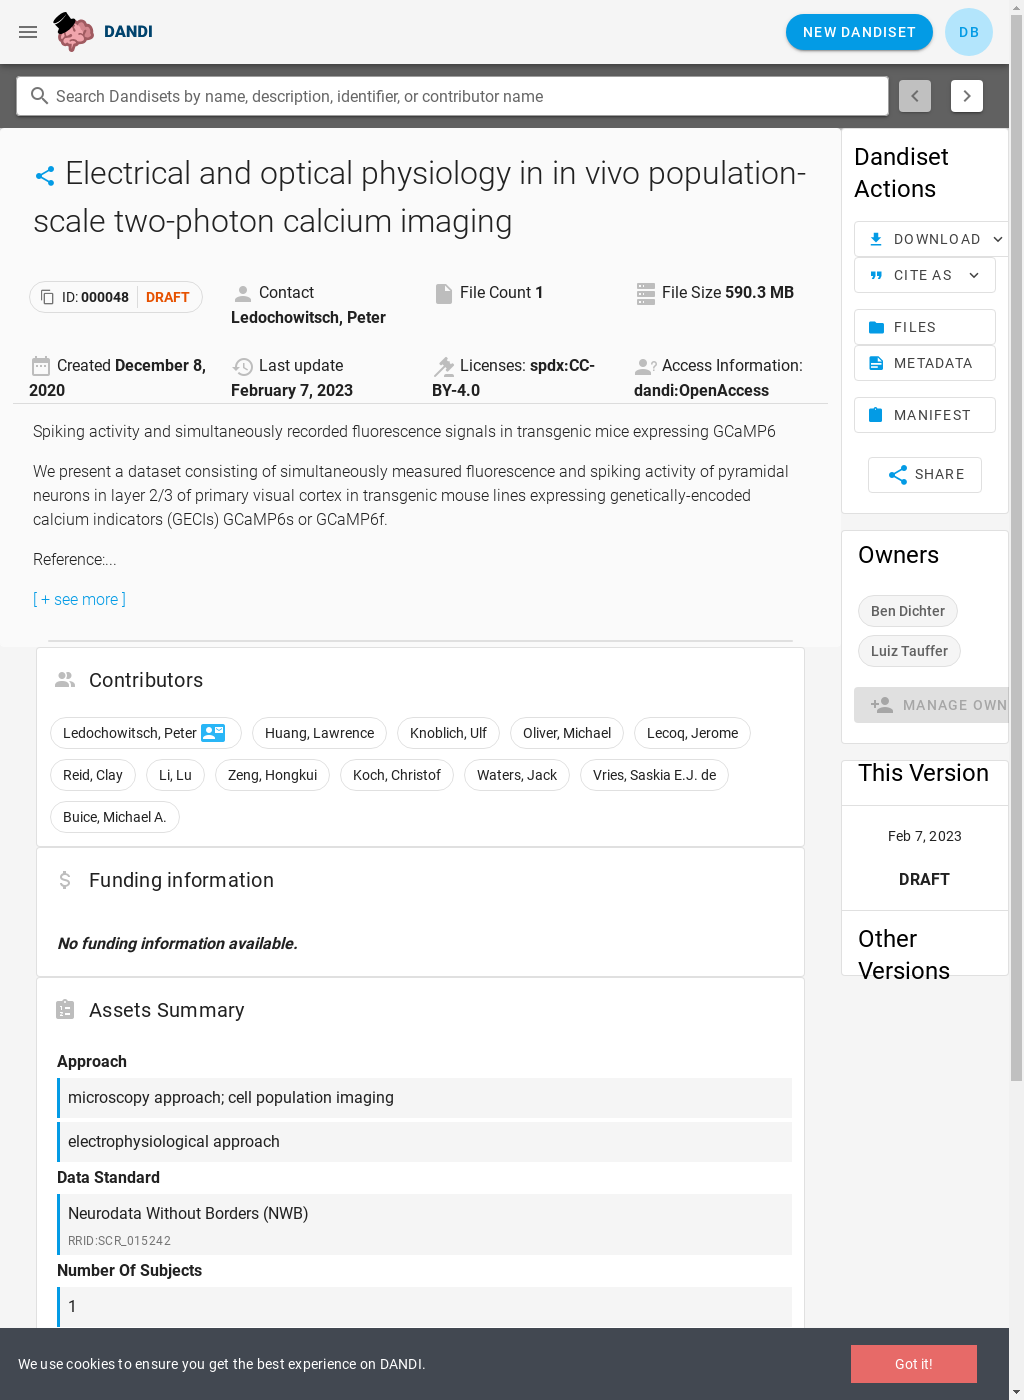 DANDI
NEW DANDISET
DB
Search Dandisets by name, description, identifier, or contributor name
Electrical and optical physiology in in vivo population-
scale two-photon calcium imaging
ID: 000048 DRAFT
Contact
Ledochowitsch, Peter
File Count 1
File Size 590.3 MB
Created December 8,
2020
Last update
February 7, 2023
Licenses: spdx:CC-
BY-4.0
Access Information:
dandi:OpenAccess
Spiking activity and simultaneously recorded fluorescence signals in transgenic mice expressing GCaMP6
We present a dataset consisting of simultaneously measured fluorescence and spiking activity of pyramidal
neurons in layer 2/3 of primary visual cortex in transgenic mouse lines expressing genetically-encoded
calcium indicators (GECIs) GCaMP6s or GCaMP6f.
Reference:...
[ + see more ]
Contributors
Ledochowitsch, Peter
Huang, Lawrence
Knoblich, Ulf
Oliver, Michael
Lecoq, Jerome
Reid, Clay
Li, Lu
Zeng, Hongkui
Koch, Christof
Waters, Jack
Vries, Saskia E.J. de
Buice, Michael A.
Funding information
No funding information available.
Assets Summary
Approach
microscopy approach; cell population imaging
electrophysiological approach
Data Standard
Neurodata Without Borders (NWB)
RRID:SCR_015242
Number Of Subjects
1
Dandiset
Actions
DOWNLOAD
CITE AS
FILES
METADATA
MANIFEST
SHARE
Owners
Ben Dichter
Luiz Tauffer
MANAGE OWN
This Version
Feb 7, 2023
DRAFT
Other
Versions
We use cookies to ensure you get the best experience on DANDI.
Got it!